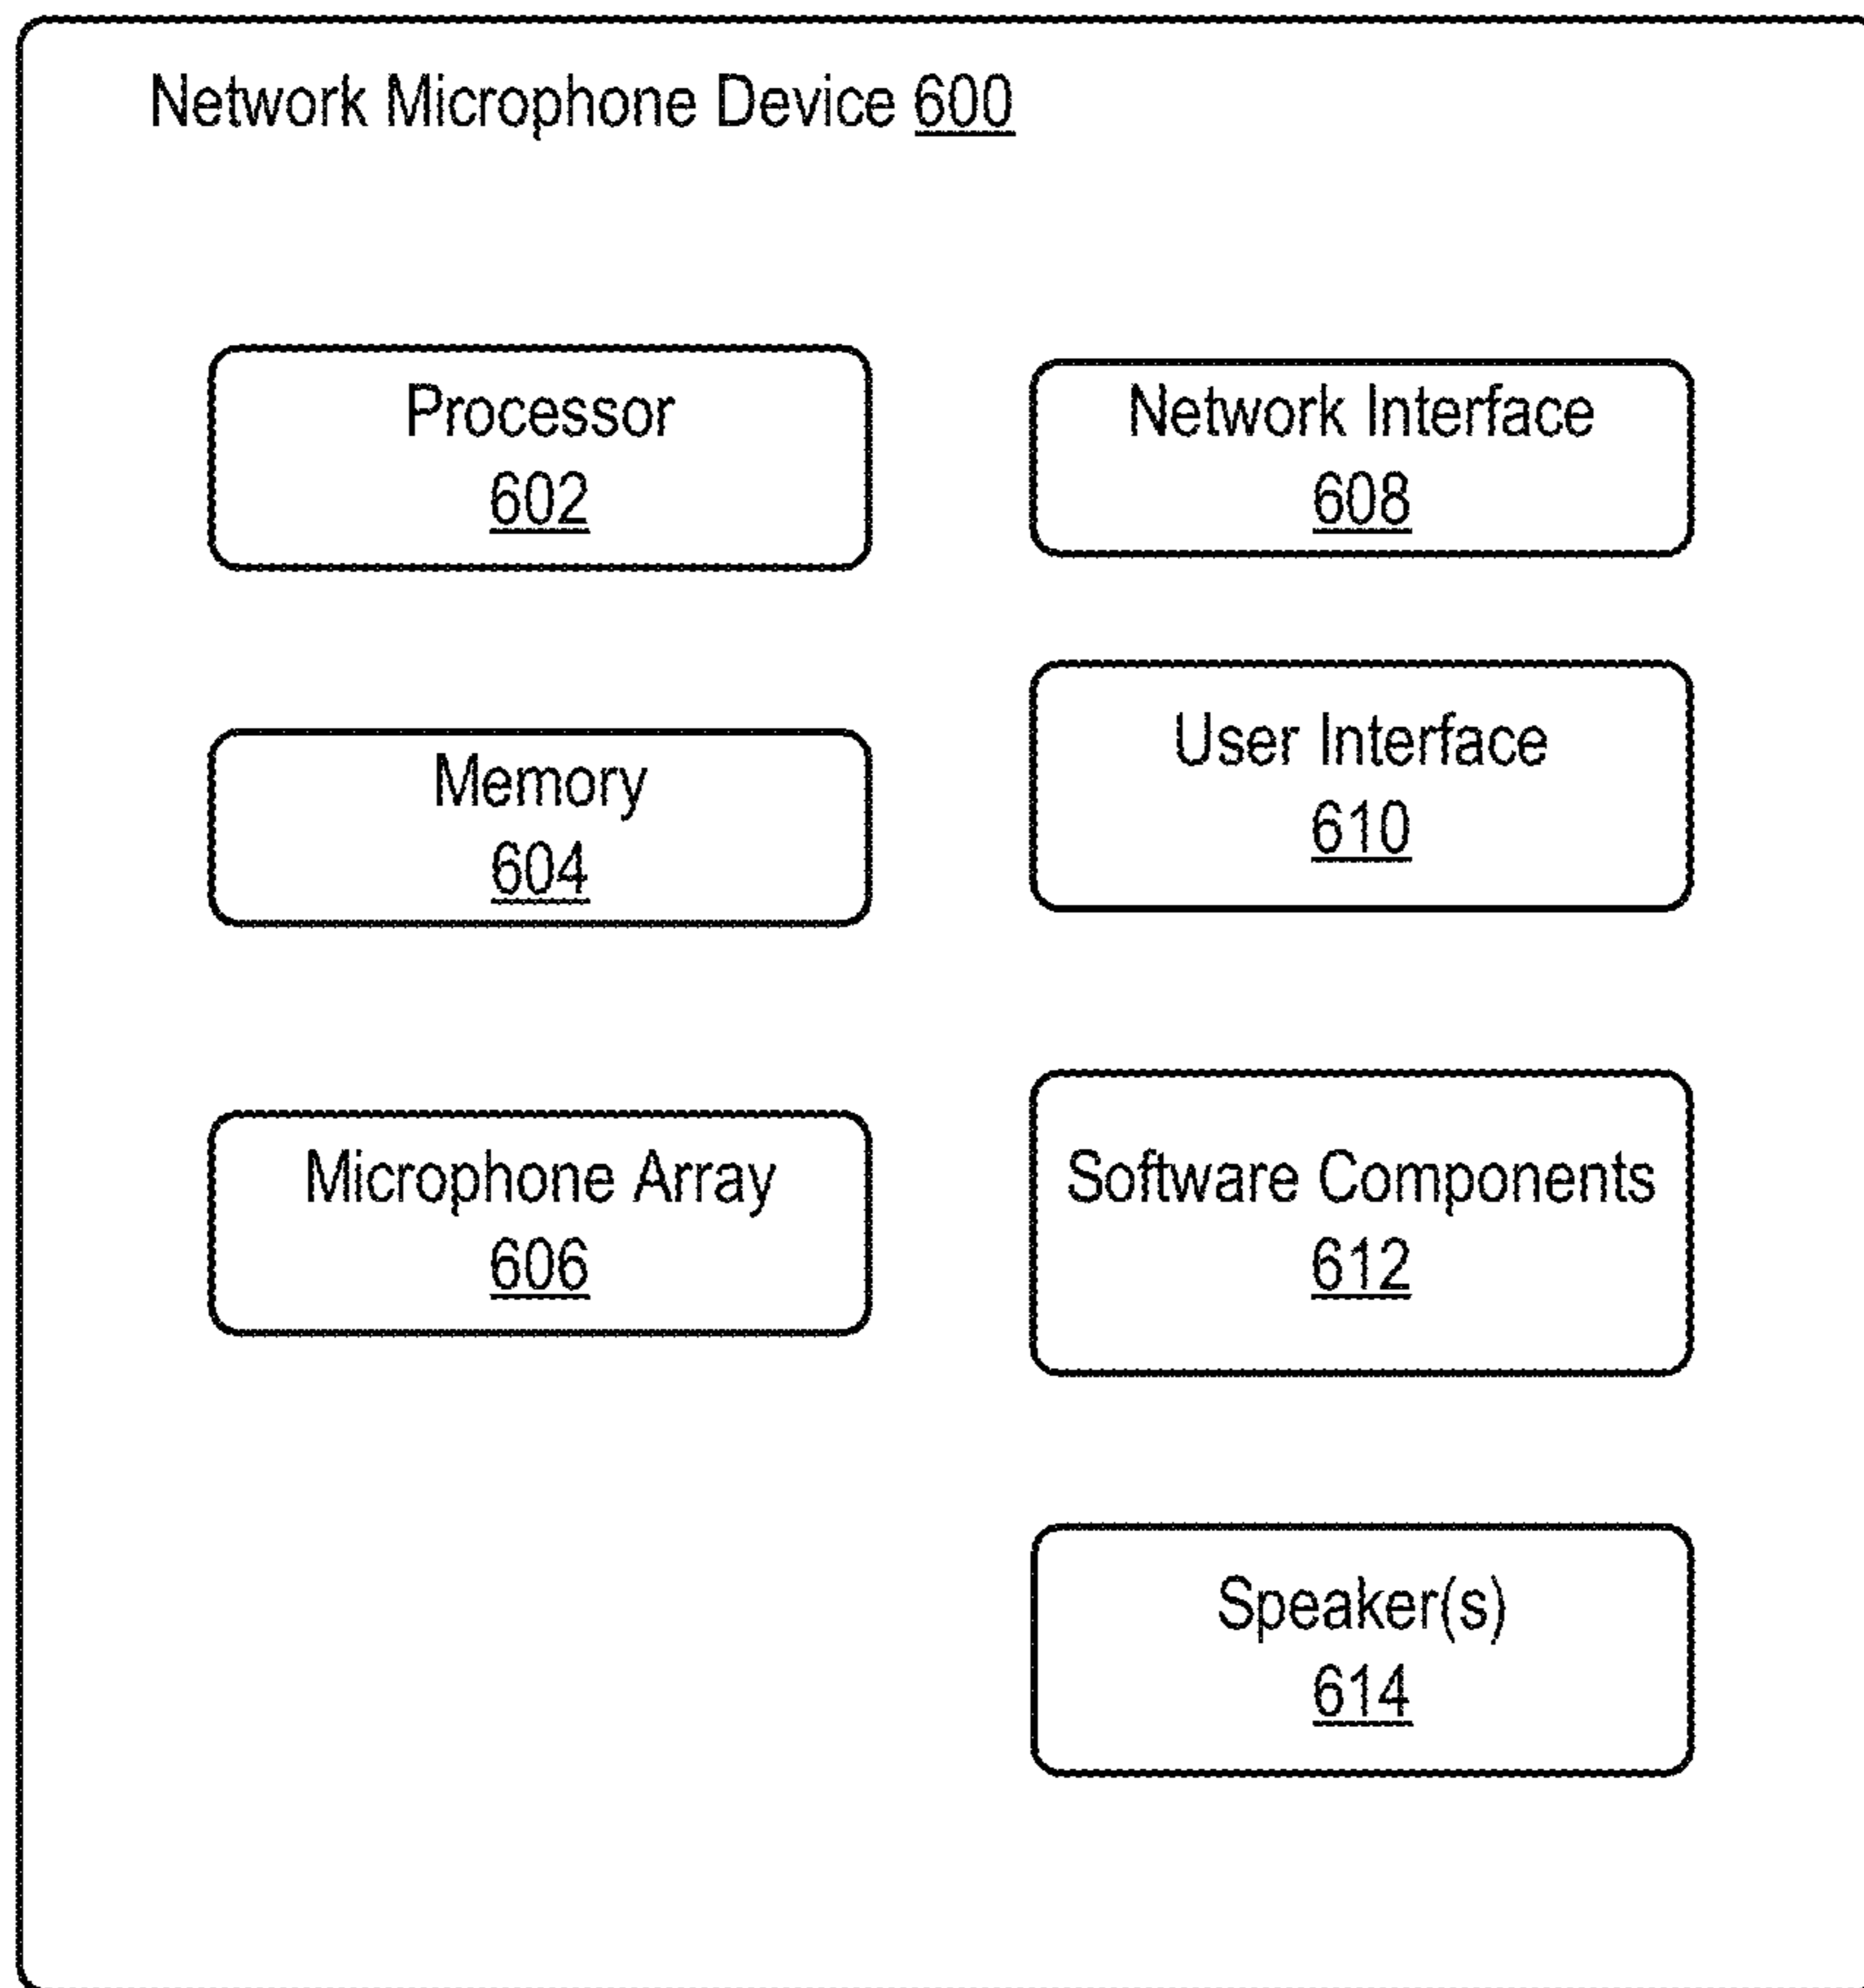 Network Microphone Device 600
Processor
602
Network Interface
608
Memory
604
User Interface
610
Microphone Array
606
Software Components
612
Speaker(s)
614